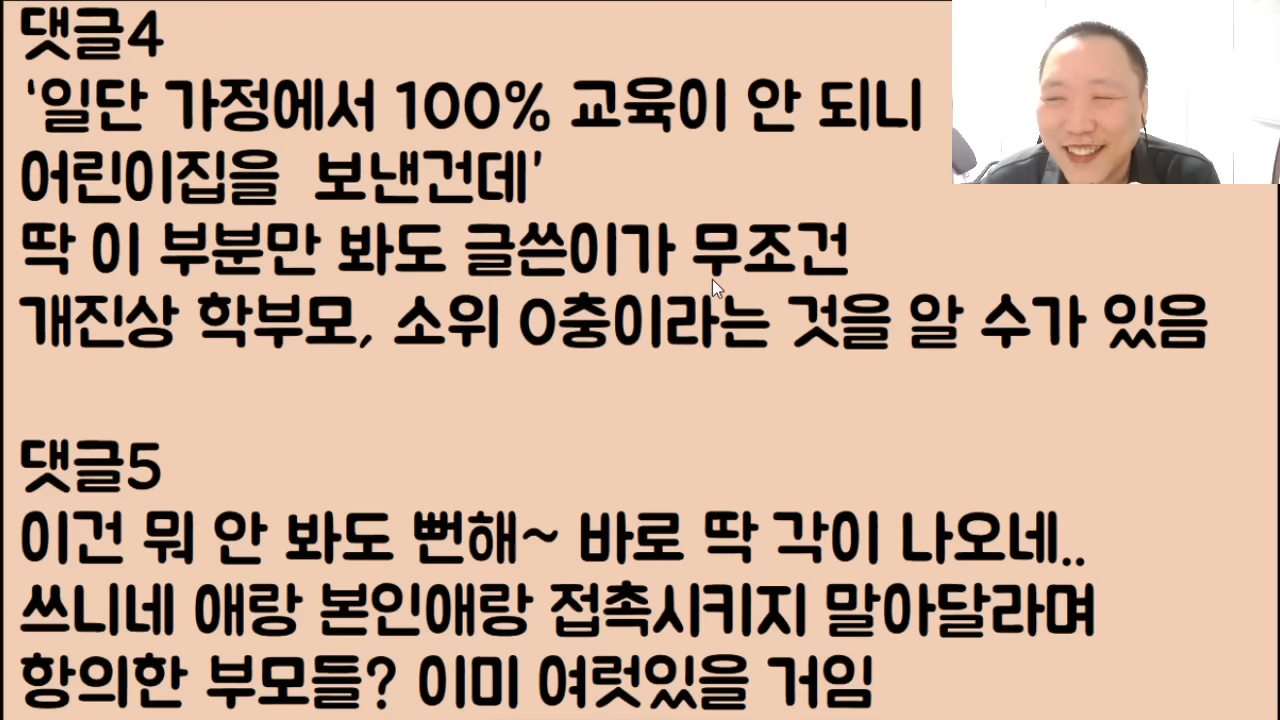 댓글4
‘일단 가정에서 100% 교육이 안 되니
어린이집을 보낸건데’
딱 이 부분만 봐도 글쓴이가 무조건
개진상 학부모, 소위 0충이라는 것을 알 수가 있음
댓글5
이건 뭐 안 봐도 뻔해~ 바로 딱 각이 나오네..
쓰니네 애랑 본인애랑 접촉시키지 말아달라며
항의한 부모들? 이미 여럿있을 거임